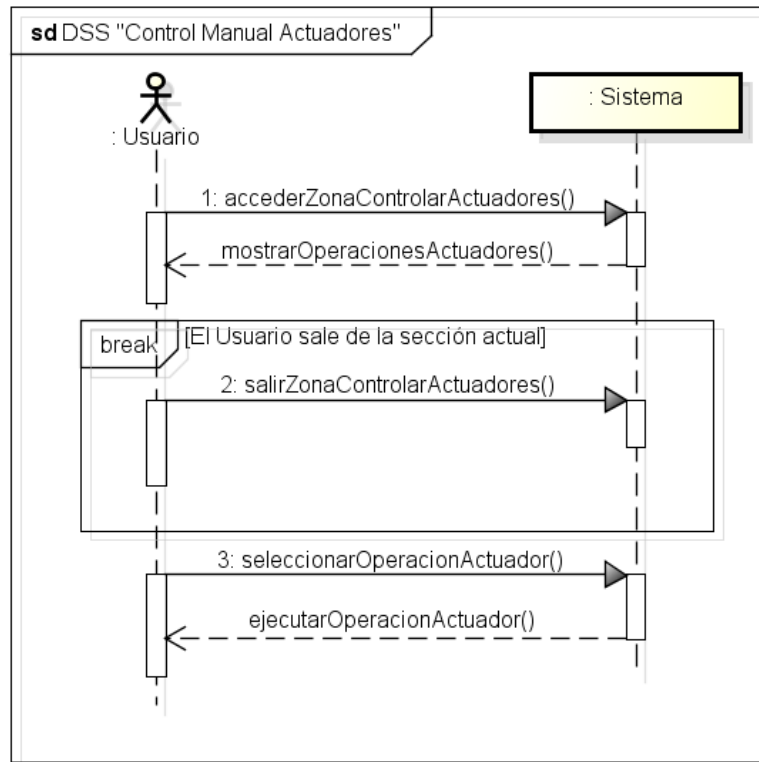 sd DSS "Control Manual Actuadores"
: Usuario
: Sistema
1: accederZonaControlarActuadores()
mostrarOperacionesActuadores()
break
[El Usuario sale de la sección actual]
2: salirZonaControlarActuadores()
3: seleccionarOperacionActuador()
ejecutarOperacionActuador()